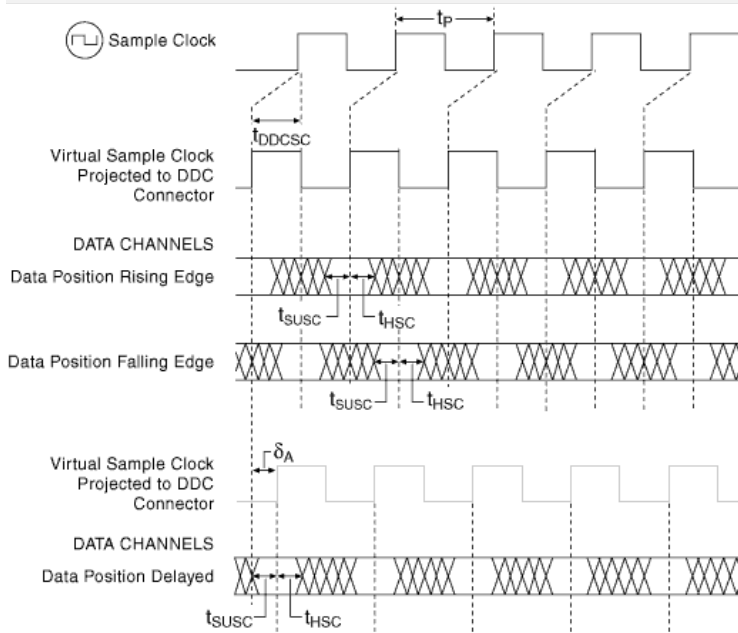 tP
Sample Clock
tDDCSC
Virtual Sample Clock
Projected to DDC
Connector
DATA CHANNELS
Data Position Rising Edge
tSUSC
tHSC
Data Position Falling Edge
tSUSC
tHSC
δA
Virtual Sample Clock
Projected to DDC
Connector
DATA CHANNELS
Data Position Delayed
tSUSC
tHSC